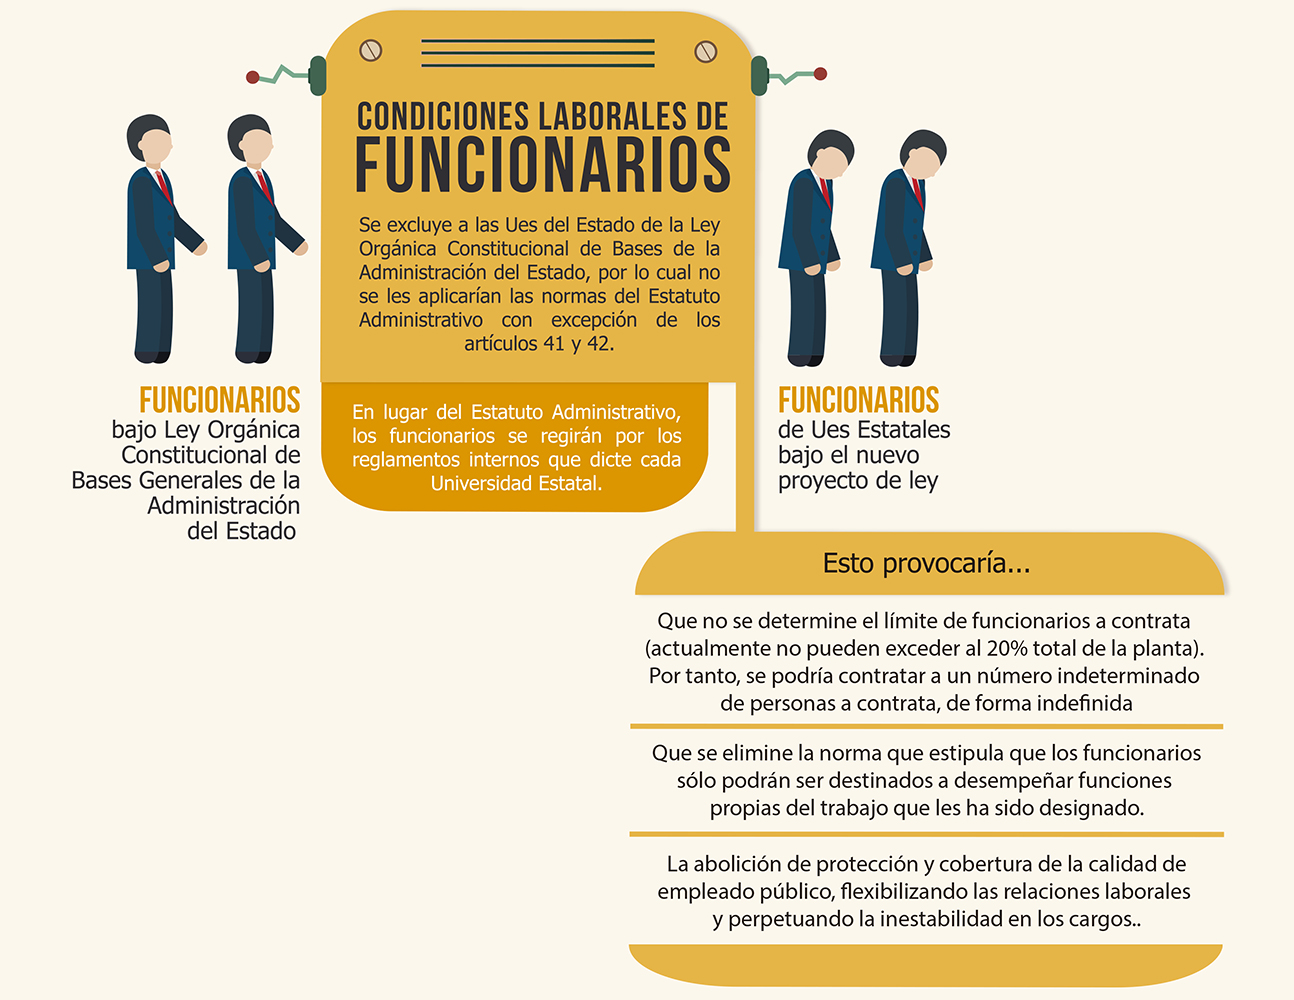 CONDICIONES LABORALES DE
FUNCIONARIOS
Se excluye a las Ues del Estado de la Ley
Orgánica Constitucional de Bases de la
Administración del Estado, por lo cual no
se les aplicarían las normas del Estatuto
Administrativo con excepción de los
artículos 41 y 42.
En lugar del Estatuto Administrativo,
los funcionarios se regirán por los
reglamentos internos que dicte cada
Universidad Estatal.
FUNCIONARIOS
bajo Ley Orgánica
Constitucional de
Bases Generales de la
Administración
del Estado
FUNCIONARIOS
de Ues Estatales
bajo el nuevo
proyecto de ley
Esto provocaría...
Que no se determine el límite de funcionarios a contrata
(actualmente no pueden exceder al 20% total de la planta).
Por tanto, se podría contratar a un número indeterminado
de personas a contrata, de forma indefinida
Que se elimine la norma que estipula que los funcionarios
sólo podrán ser destinados a desempeñar funciones
propias del trabajo que les ha sido designado.
La abolición de protección y cobertura de la calidad de
empleado público, flexibilizando las relaciones laborales
y perpetuando la inestabilidad en los cargos..